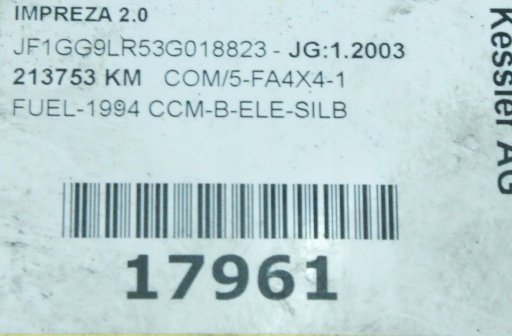 IMPREZA 2.0
JF1GG9LR53G018823 - JG:1.2003
213753 KM COM/5-FA4X4-1
FUEL-1994 CCM-B-ELE-SILB
17961
Kessler AG